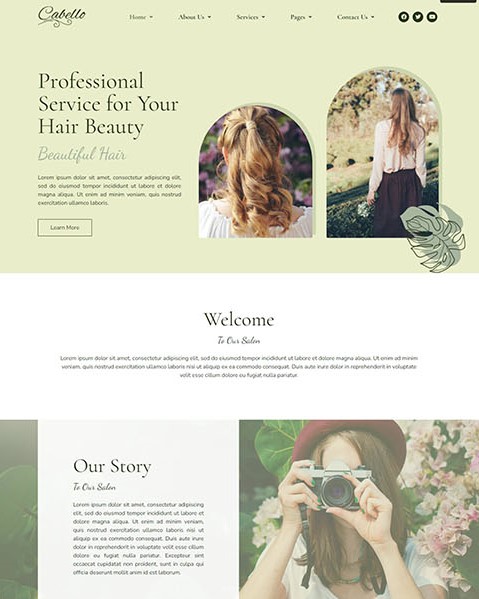 Cabello
Home
About Us
Services
Pages
Contact Us
Professional
Service for Your
Hair Beauty
Beautiful Hair
Lorem ipsum dolor sit amet, consectetur adipiscing elit, sed do eiusmod tempor incididunt ut labore et dolore magna aliqua. Ut enim ad minim veniam, quis nostrud exercitation ullamco laboris.
Learn More
Welcome
To Our Salon
Lorem ipsum dolor sit amet, consectetur adipiscing elit, sed do eiusmod tempor incididunt ut labore et dolore magna aliqua. Ut enim ad minim
veniam, quis nostrud exercitation ullamco laboris nisi ut aliquip ex ea commodo consequat. Duis aute irure dolor in reprehenderit in voluptate
velit esse cillum dolore eu fugiat nulla pariatur.
Our Story
To Our Salon
Lorem ipsum dolor sit amet, consectetur
adipiscing elit, sed do eiusmod tempor
incididunt ut labore et dolore magna
aliqua. Ut enim ad minim veniam, quis
nostrud exercitation ullamco laboris nisi
ut aliquip ex ea commodo consequat.
Duis aute irure dolor in reprehenderit in
voluptate velit esse cillum dolore eu
fugiat nulla pariatur. Excepteur sint
occaecat cupidatat non proident, sunt in culpa qui
officia deserunt mollit anim id est laborum.